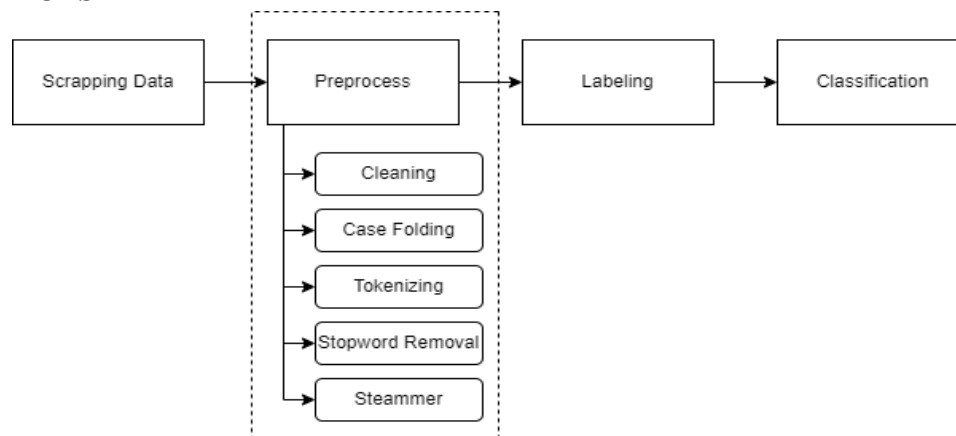 Scrapping Data
Preprocess
Labeling
Classification
Cleaning
Case Folding
Tokenizing
Stopword Removal
Steammer